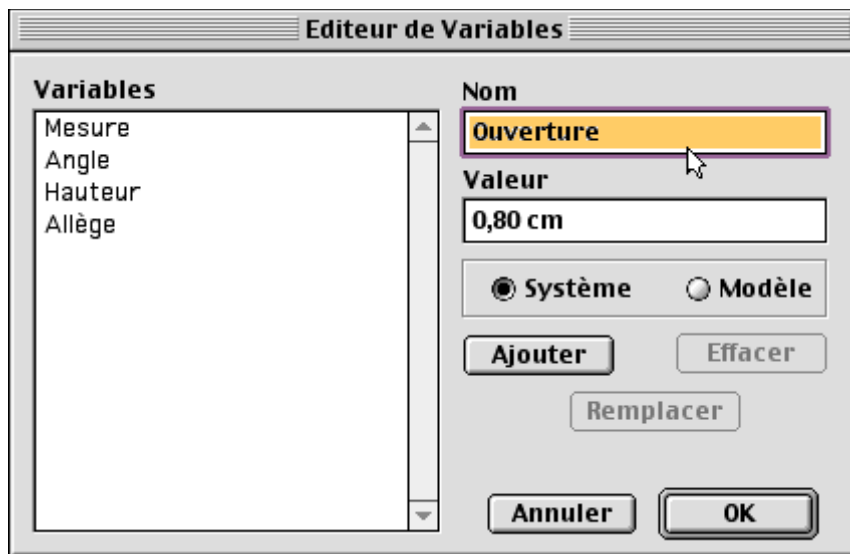 Editeur de Variables
Variables
Mesure
Angle
Hauteur
Allège
Nom
Ouverture
Valeur
0,80 cm
Système Modèle
Ajouter Effacer
Remplacer
Annuler OK